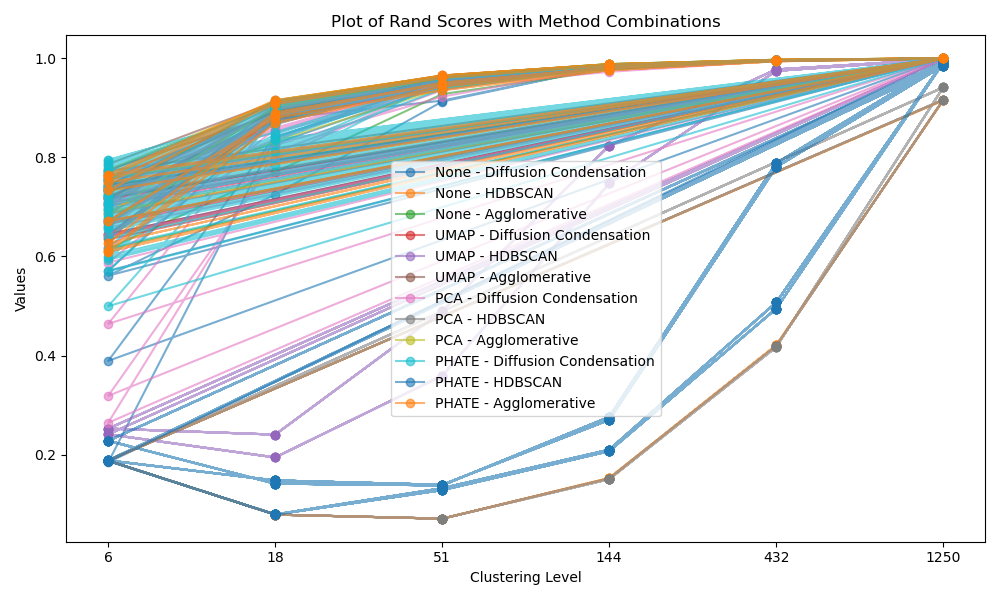 Plot of Rand Scores with Method Combinations
1.0
0.8
0.6
0.4
0.2
Values
None - Diffusion Condensation
None - HDBSCAN
None - Agglomerative
UMAP - Diffusion Condensation
UMAP - HDBSCAN
UMAP - Agglomerative
PCA - Diffusion Condensation
PCA - HDBSCAN
PCA - Agglomerative
PHATE - Diffusion Condensation
PHATE - HDBSCAN
PHATE - Agglomerative
6 18 51 144 432 1250
Clustering Level